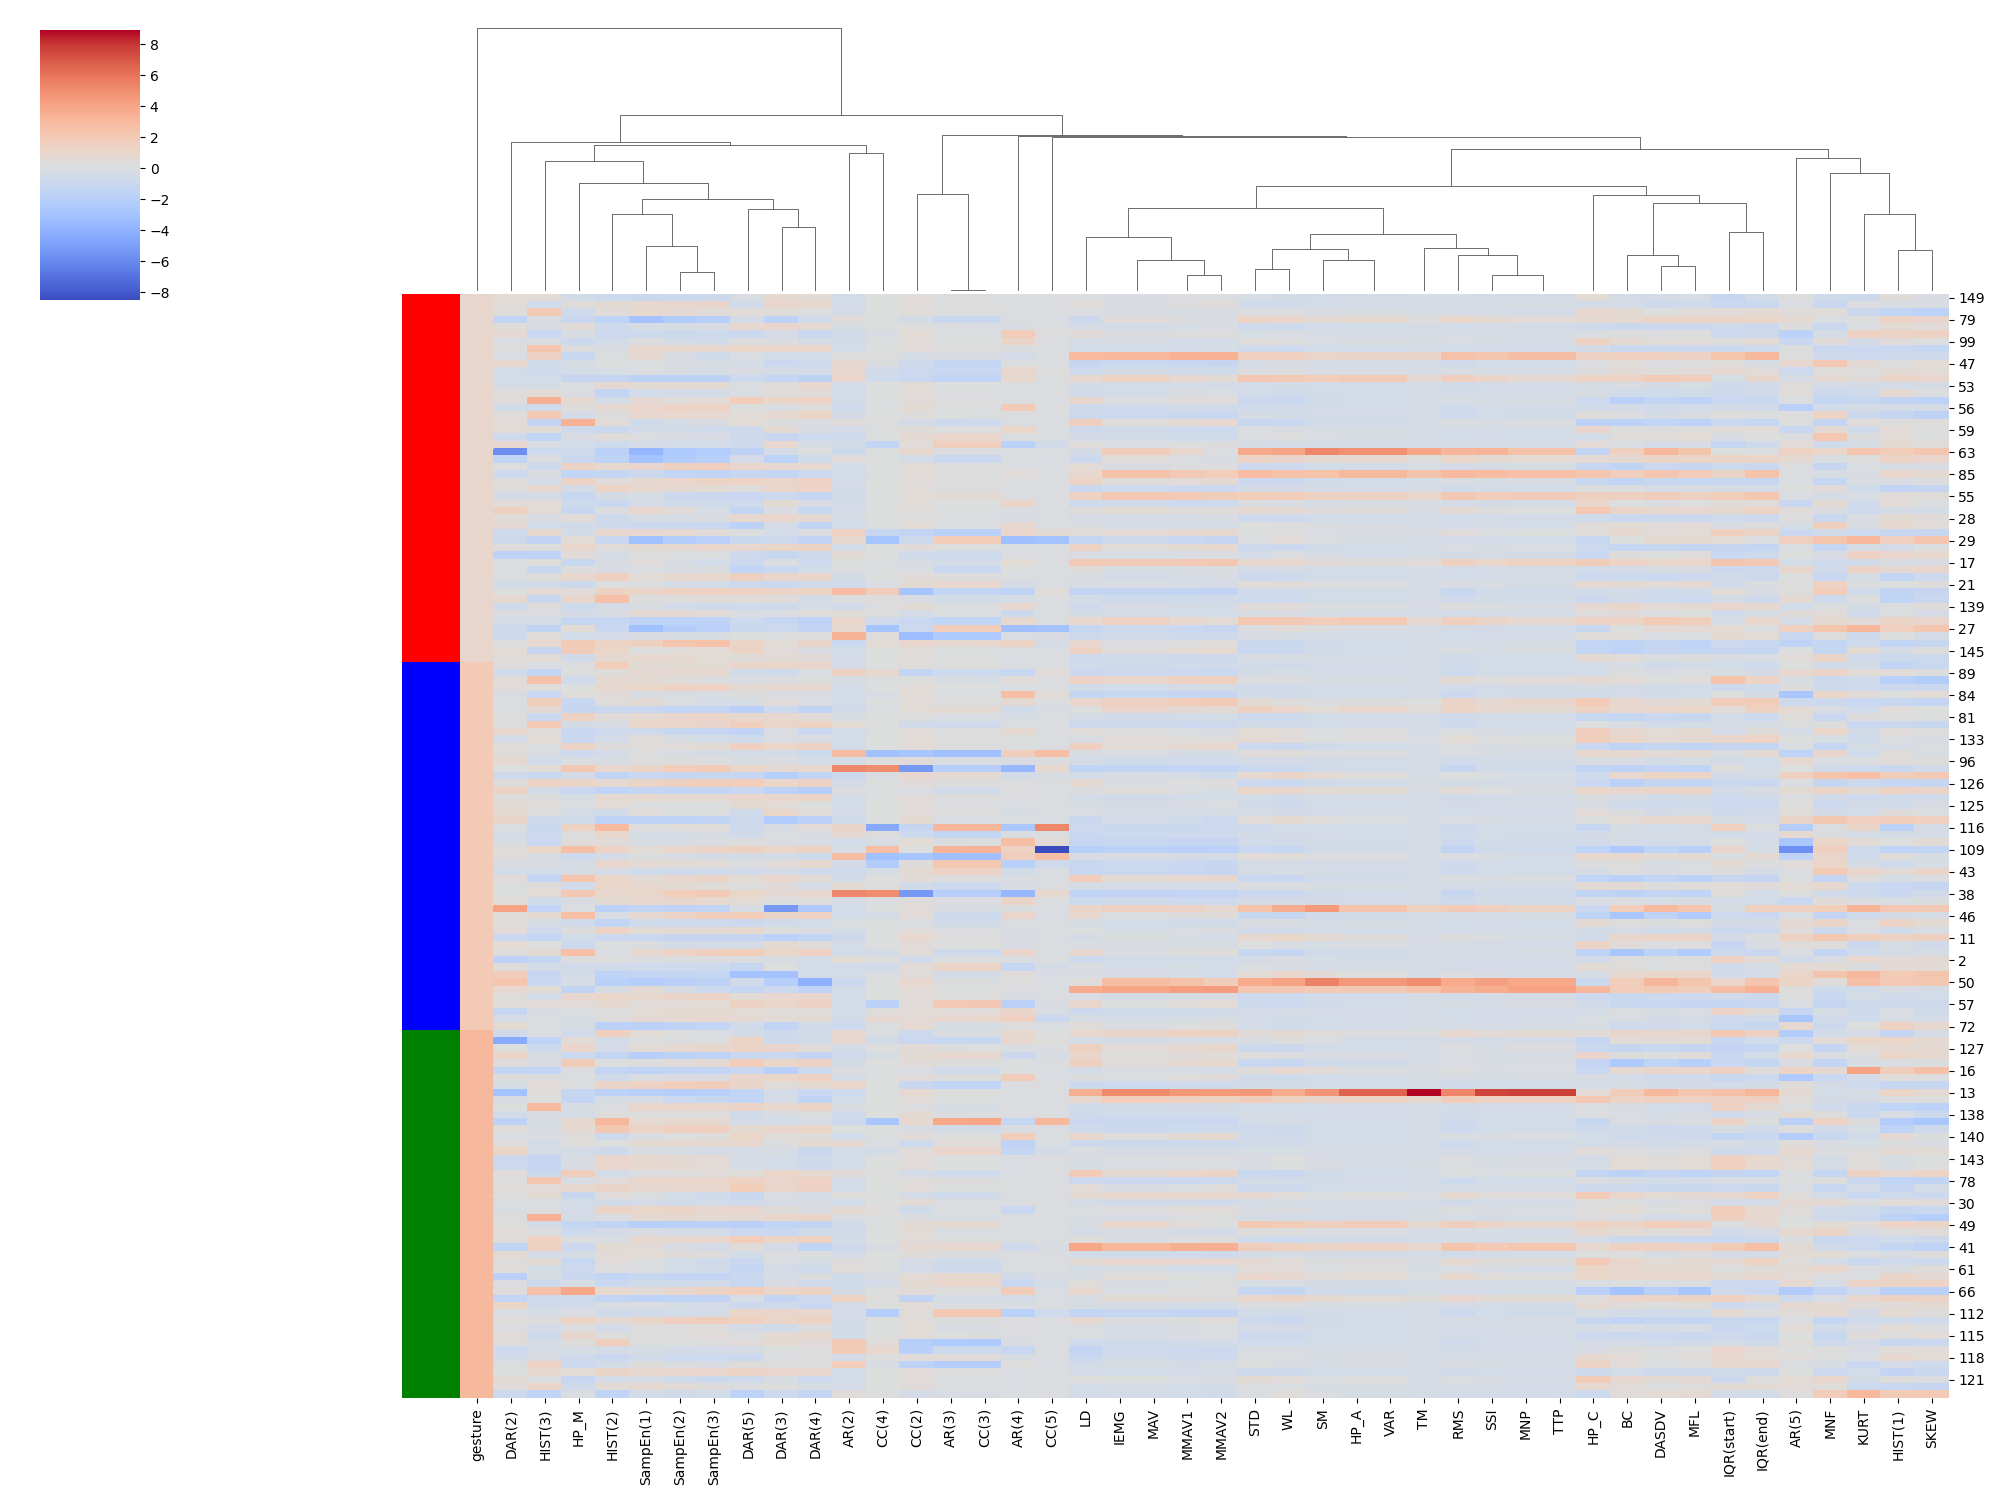 8
6
4
2
0
−2
−4
−6
−8
149
79
99
47
53
56
59
63
85
55
28
29
17
21
139
27
145
89
84
81
133
96
126
125
116
109
43
38
46
11
2
50
57
72
127
16
13
138
140
143
78
30
49
41
61
66
112
115
118
121
gesture
DAR(2)
HIST(3)
HP_M
HIST(2)
SampEn(1)
SampEn(2)
SampEn(3)
DAR(5)
DAR(3)
DAR(4)
AR(2)
CC(4)
CC(2)
AR(3)
CC(3)
AR(4)
CC(5)
LD
IEMG
MAV
MMAV1
MMAV2
STD
WL
SM
HP_A
VAR
TM
RMS
SSI
MNP
TTP
HP_C
BC
DASDV
MFL
IQR(start)
IQR(end)
AR(5)
MNF
KURT
HIST(1)
SKEW